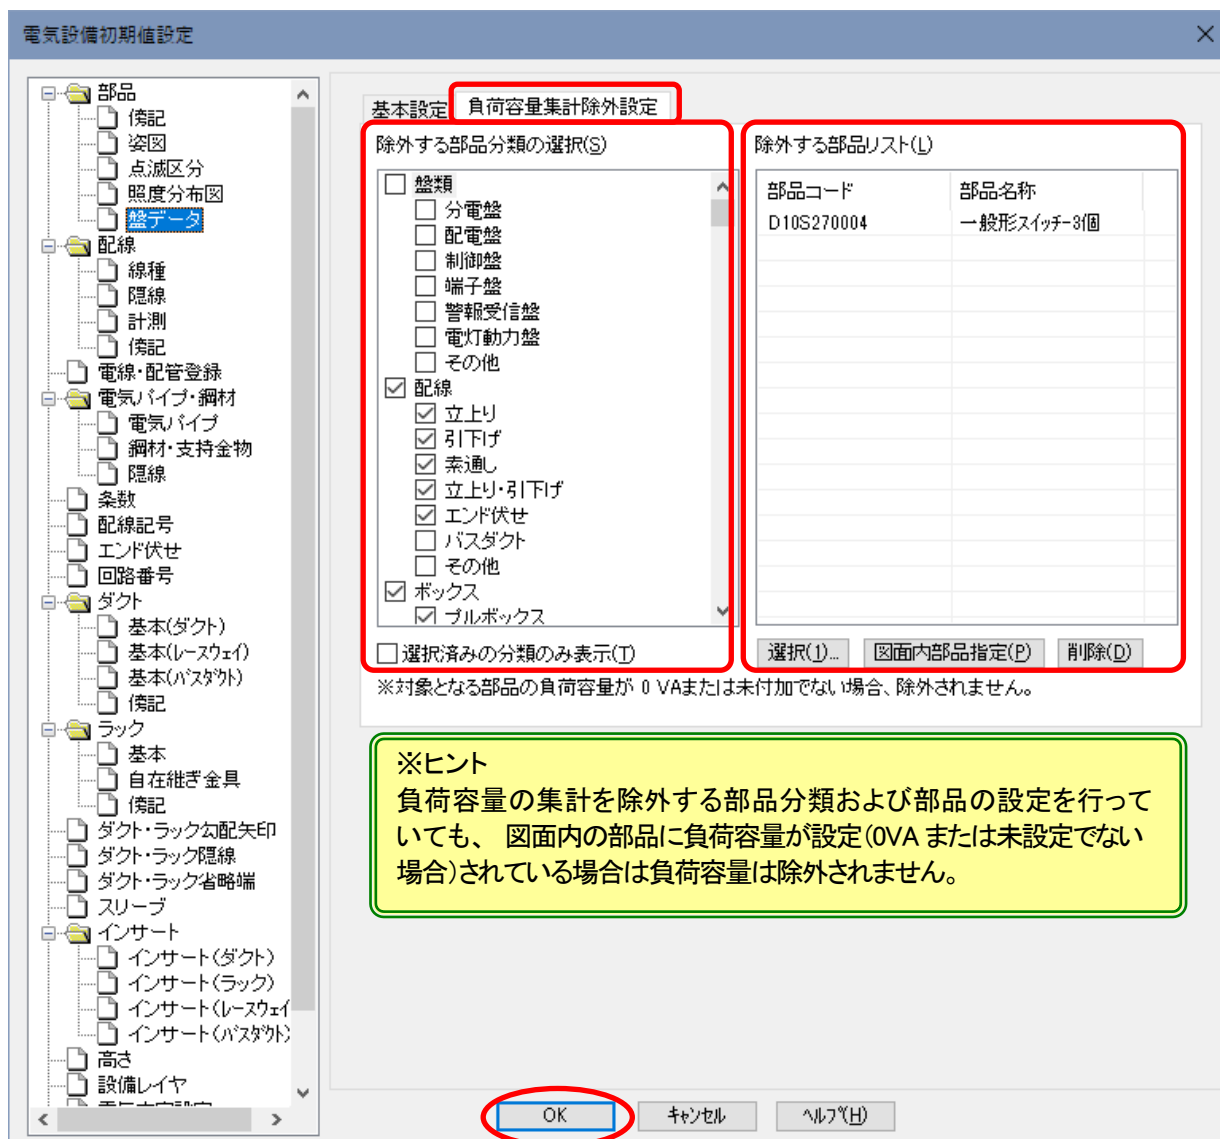 電気設備初期値設定
部品
傍記
姿図
点滅区分
照度分布図
盤データ
配線
線種
隠線
計測
傍記
電線・配管登録
電気パイプ・鋼材
電気パイプ
鋼材・支持金物
隠線
条数
配線記号
エンド伏せ
回路番号
ダクト
基本(ダクト)
基本(レースウェイ)
基本(バスダクト)
傍記
ラック
基本
自在継ぎ金具
傍記
ダクト・ラック勾配矢印
ダクト・ラック隠線
ダクト・ラック省略端
スリーブ
インサート
インサート(ダクト)
インサート(ラック)
インサート(レースウェイ
インサート(バスダクト)
高さ
設備レイヤ
基本設定
負荷容量集計除外設定
除外する部品分類の選択(S)
盤類
分電盤
配電盤
制御盤
端子盤
警報受信盤
電灯動力盤
その他
配線
立上り
引下げ
素通し
立上り・引下げ
エンド伏せ
バスダクト
その他
ボックス
プルボックス
選択済みの分類のみ表示(T)
除外する部品リスト(L)
部品コード 部品名称
D10S270004 一般形スイッチ-3個
選択(1)... 図面内部品指定(P) 削除(D)
※対象となる部品の負荷容量が 0 VAまたは未付加でない場合、除外されません。
※ヒント
負荷容量の集計を除外する部品分類および部品の設定を行って
いても、 図面内の部品に負荷容量が設定(0VA または未設定でない
場合)されている場合は負荷容量は除外されません。
OK キャンセル ヘルプ(H)